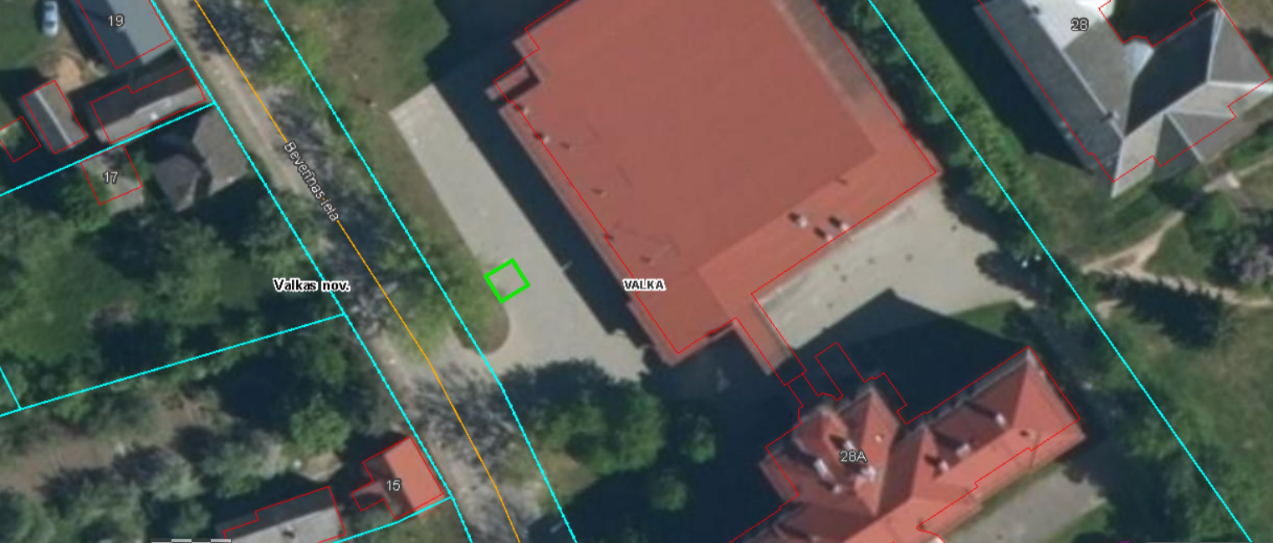 19
28
17
Beverīnas iela
Valkas nov.
VALKA
28A
15